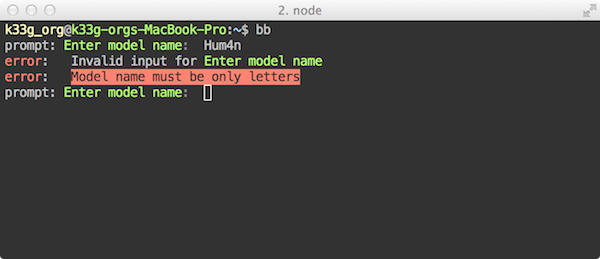 2. node
k33g_org@k33g-orgs-MacBook-Pro:~$ bb
prompt: Enter model name:  Hum4n
error:   Invalid input for Enter model name
error:   Model name must be only letters
prompt: Enter model name: